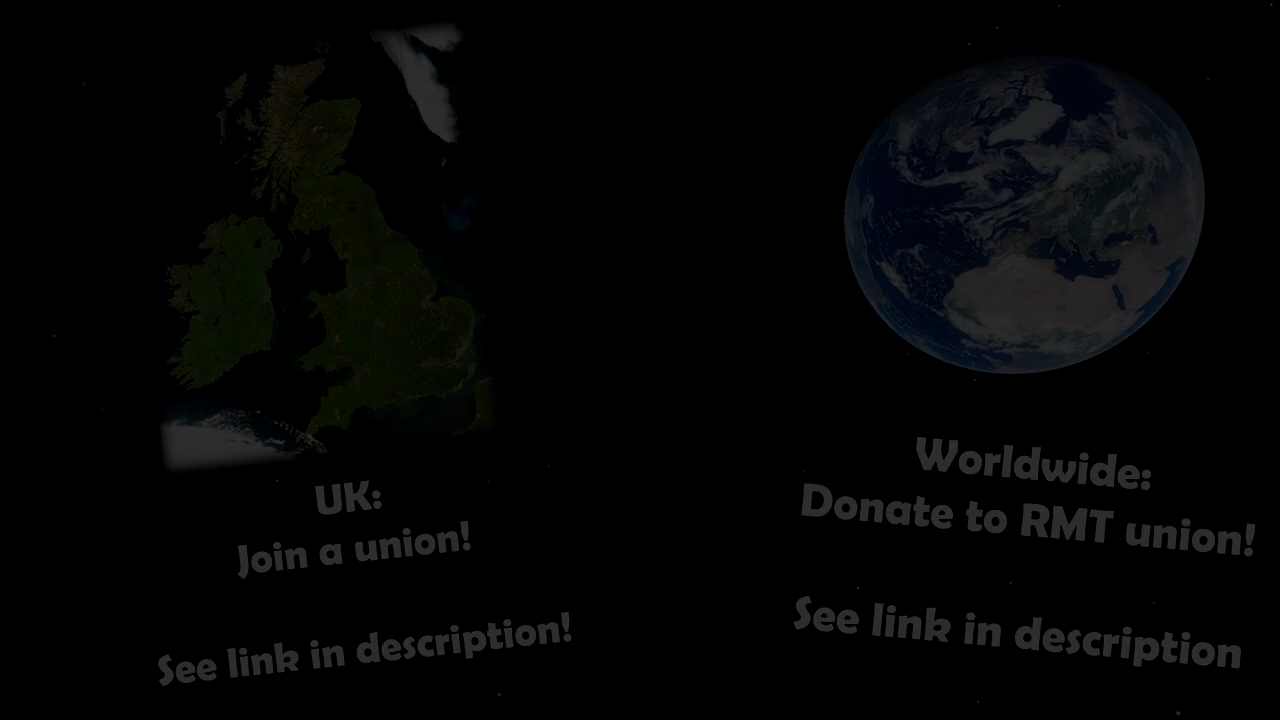 UK:
Join a union!
See link in description!
Worldwide:
Donate to RMT union!
See link in description